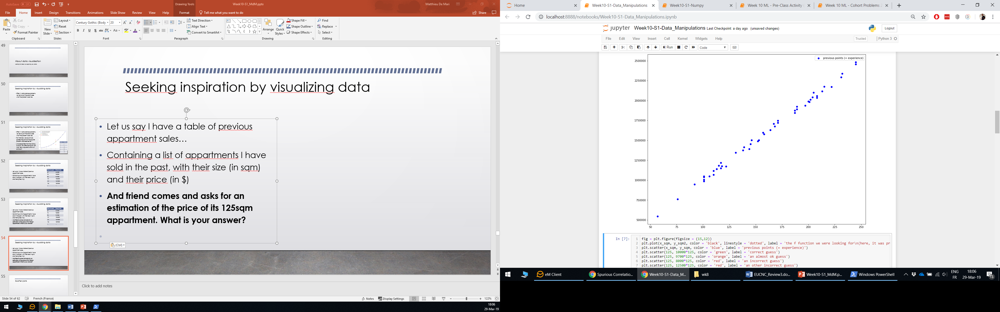 AutoSave Off
Drawing Tools
Week10-S1_MdM.pptx
Matthieu De Mari
File Home Insert Design Transitions Animations Slide Show Review View Help Format Tell me what you want to do Share
Paste Cut Copy Format Painter
Clipboard
New Slide Layout Reset Section
Slides
Century Gothic (Body 20
B I U S abc AV Aa
Font
Text Direction
Align Text
Convert to SmartArt
Paragraph
Arrange Quick Styles Shape Fill Shape Outline Shape Effects
Drawing
Find
Replace
Select
Editing
49
About data visualization
50
Seeking inspiration by visualizing data
51
Seeking inspiration by visualizing data
52
Seeking inspiration by visualizing data
53
Seeking inspiration by visualizing data
54
Seeking inspiration by visualizing data
55
Scatter plots
Seeking inspiration by visualizing data
• Let us say I have a table of previous
appartment sales…
• Containing a list of appartments I have
sold in the past, with their size (in sqm)
and their price (in $)
• And friend comes and asks for an
estimation of the price of its 125sqm
appartment. What is your answer?
(Ctrl)
Click to add notes
Slide 54 of 62 French (France) Notes Display Settings 122%
18:06
29-Mar-19
Home Week10-S1-Data_Manipulations Week10-S1-Numpy Week 10 ML - Pre-Class Activity Week 10 ML - Cohort Problems 2
localhost:8888/notebooks/Week10-S1-Data_Manipulations.ipynb
jupyter Week10-S1-Data_Manipulations Last Checkpoint: a day ago (unsaved changes) Logout
File Edit View Insert Cell Kernel Widgets Help Trusted Python 3
Run Code
previous points (= experience)
2500000
2250000
2000000
1750000
1500000
1250000
1000000
750000
500000
50 75 100 125 150 175 200 225 250
In [7]:
1 fig = plt.figure(figsize = (15,12))
2 plt.plot(x_sqm, y_sqm2, color = 'black', linestyle = 'dotted', label = 'the f function we were looking for\n(here, it was pr
3 plt.scatter(x_sqm, y_sqm, color = 'blue', label = 'previous points (= experience)')
4 plt.scatter(125, 10000*125, color = 'green', label = 'correct guess')
5 plt.scatter(125, 9700*125, color = 'orange', label = 'an almost ok guess')
6 plt.scatter(125, 8000*125, color = 'red', label = 'an incorrect guess')
7 plt.scatter(125, 12500*125, color = 'red', label = 'an other incorrect guess')
eM Client Spurious Correlatio... Week10-S1-Data_M... wk8 EUCNC_Review3.do... Week10-S1_MdM.p... Windows PowerShell
ENG
FR
18:06
29-Mar-19
13